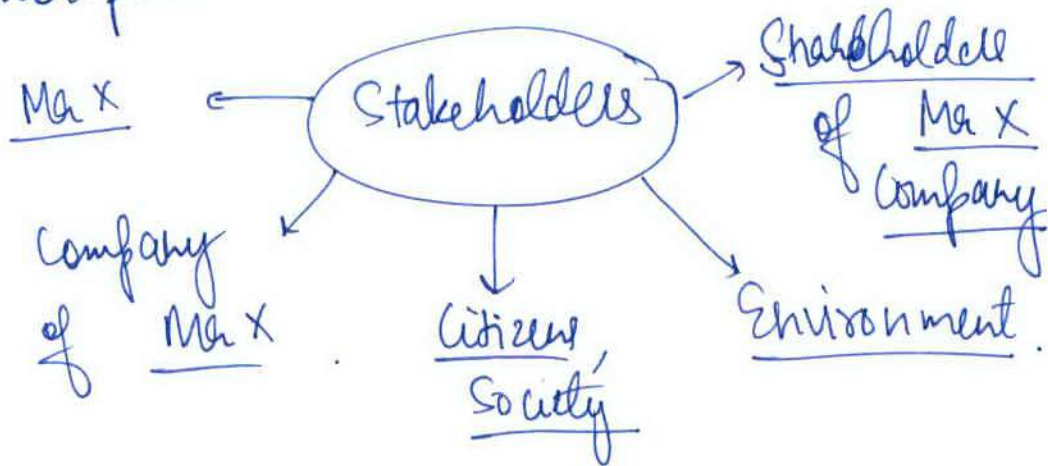 Stakeholders
Mr X
Company
of Mr X.
Citizens,
Society
Environment.
Shareholders
of Mr X
Company